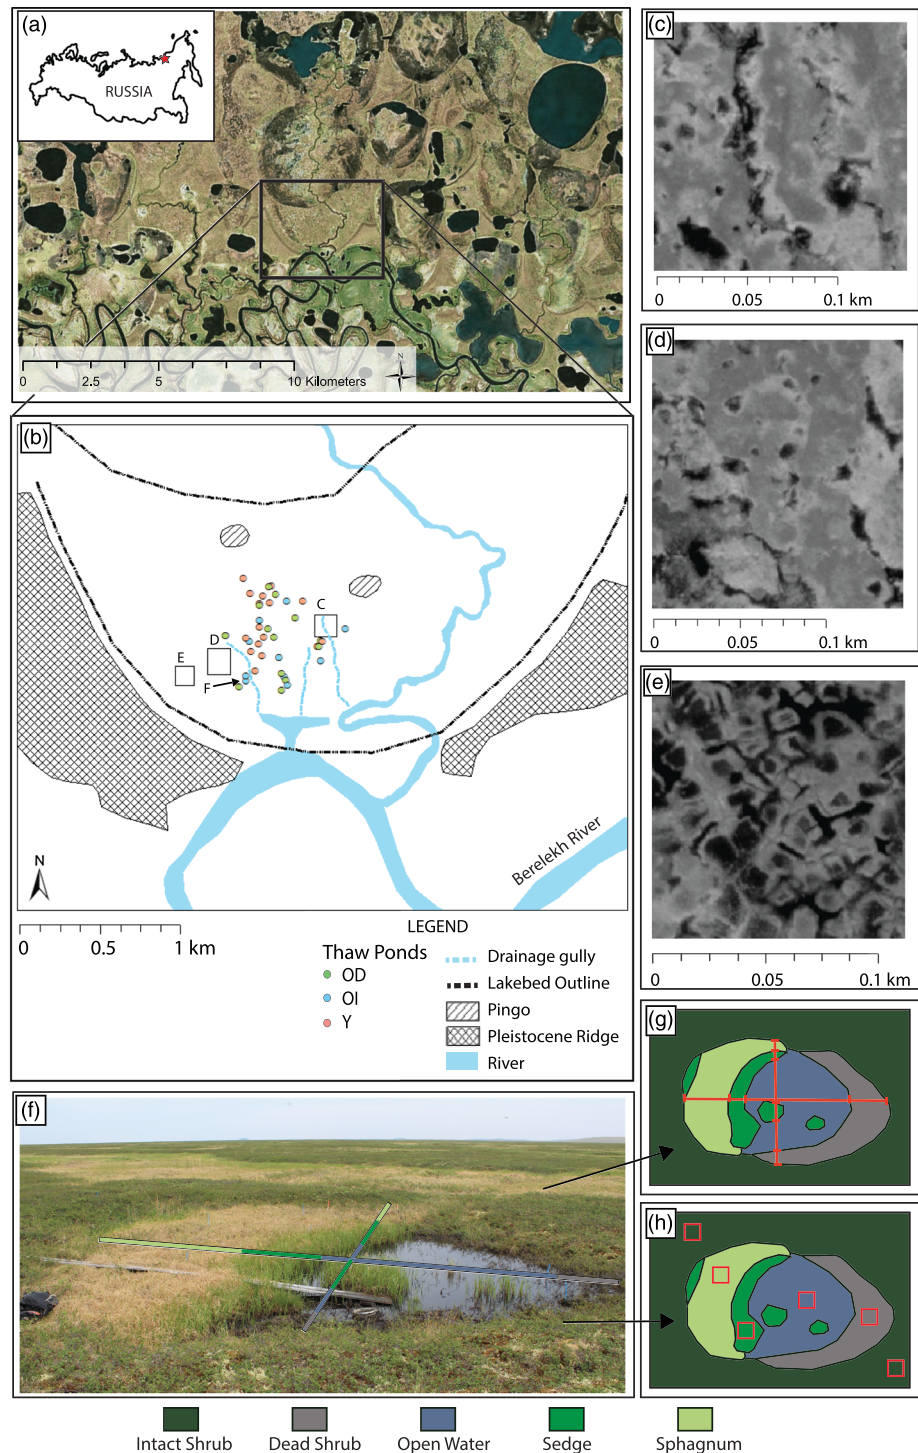 (a)
RUSSIA
0 2.5 5 10 Kilometers
N
(b)
C
D
E
F
N
Berelekh River
0 0.5 1 km
LEGEND
Thaw Ponds
OD
OI
Y
Drainage gully
Lakebed Outline
Pingo
Pleistocene Ridge
River
(c)
0 0.05 0.1 km
(d)
0 0.05 0.1 km
(e)
0 0.05 0.1 km
(f)
(g)
(h)
Intact Shrub Dead Shrub Open Water Sedge Sphagnum